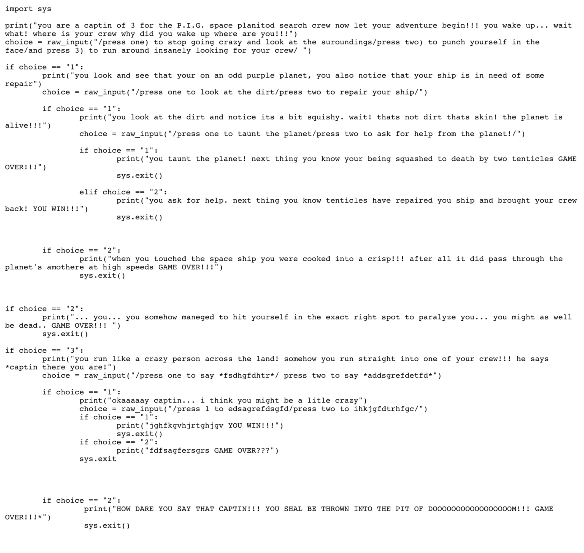 import sys
print("you are a captin of 3 for the P.I.G. space planitod search crew now let your adventure begin!!! you wake up... wait
what! where is your crew why did you wake up where are you!!!")
choice = raw_input("/press one) to stop going crazy and look at the suroundings/press two) to punch yourself in the
face/and press 3) to run around insanely looking for your crew/ ")
if choice == "1":
print("you look and see that your on an odd purple planet, you also notice that your ship is in need of some
repair")
choice = raw_input("/press one to look at the dirt/press two to repair your ship/")
if choice == "1":
print("you look at the dirt and notice its a bit squishy. wait! thats not dirt thats skin! the planet is
alive!!!")
choice = raw_input("/press one to taunt the planet/press two to ask for help from the planet!/")
if choice == "1":
print("you taunt the planet! next thing you know your being squashed to death by two tenticles GAME
OVER!!!")
sys.exit()
elif choice == "2":
print("you ask for help. next thing you know tentacles have repaired you ship and brought your crew
back! YOU WIN!!!")
sys.exit()
if choice == "2":
print("when you touched the space ship you were cooked into a crisp!!! after all it did pass through the
planet's amothere at high speeds GAME OVER!!!")
sys.exit()
if choice == "2":
print("... you... you somehow maneged to hit yourself in the exact right spot to paralyze you... you might as well
be dead.. GAME OVER!!! ")
sys.exit()
if choice == "3":
print("you run like a crazy person across the land! somehow you run straight into one of your crew!!! he says
*captin there you are!")
choice = raw_input("/press one to say *fsdhgfdhtr*/ press two to say *addsgrefdetfd*")
if choice == "1":
print("okaaaaay captin... i think you might be a litle crazy")
choice = raw_input("/press 1 to edsagrefdsgfd/press two to ihkjgfdtrhfgc/")
if choice == "1":
print("jghfkgvhjrtghjgv YOU WIN!!!")
sys.exit()
if choice == "2":
print("fdfsagfersgrs GAME OVER???")
sys.exit
if choice == "2":
print("HOW DARE YOU SAY THAT CAPTIN!!! YOU SHAL BE THROWN INTO THE PIT OF DOOOOOOOOOOOOOOOOOM!!! GAME
OVER!!!*")
sys.exit()